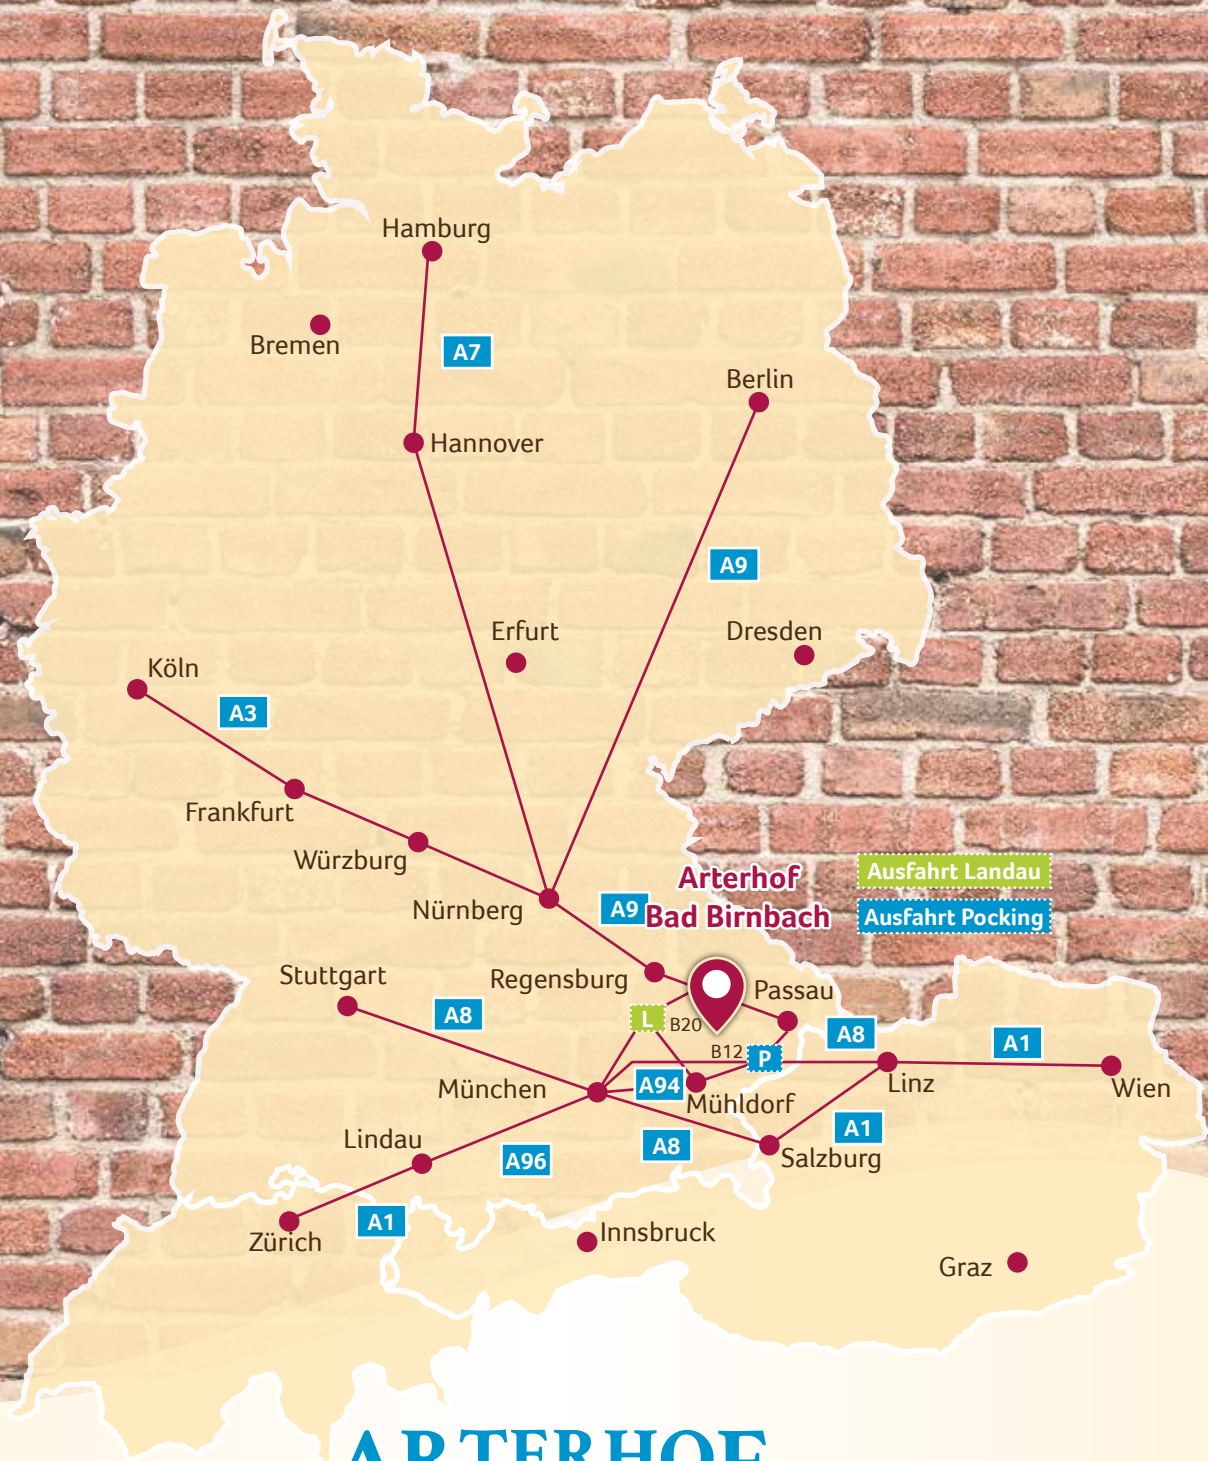 Hamburg
Bremen
A7
Berlin
Hannover
A9
Erfurt
Dresden
Köln
A3
Frankfurt
Würzburg
Nürnberg
A9
Arterhof
Bad Birnbach
Ausfahrt Landau
Ausfahrt Pocking
Stuttgart
Regensburg
Passau
A8
L
B20
A8
A1
B12
P
München
A94
Mühldorf
Linz
Wien
Lindau
A96
A8
A1
Salzburg
Zürich
A1
Innsbruck
Graz
ARTERHOF